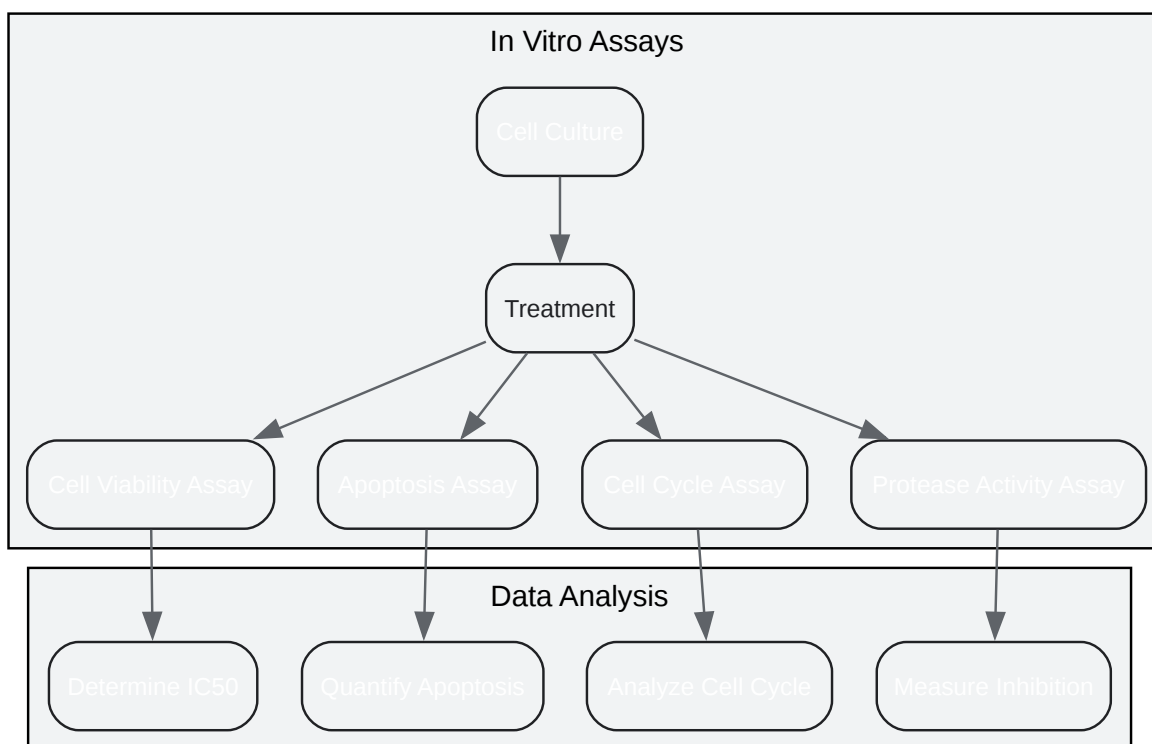 In Vitro Assays
Cell Culture
Treatment
Cell Viability Assay
Apoptosis Assay
Cell Cycle Assay
Protease Activity Assay
Data Analysis
Determine IC50
Quantify Apoptosis
Analyze Cell Cycle
Measure Inhibition